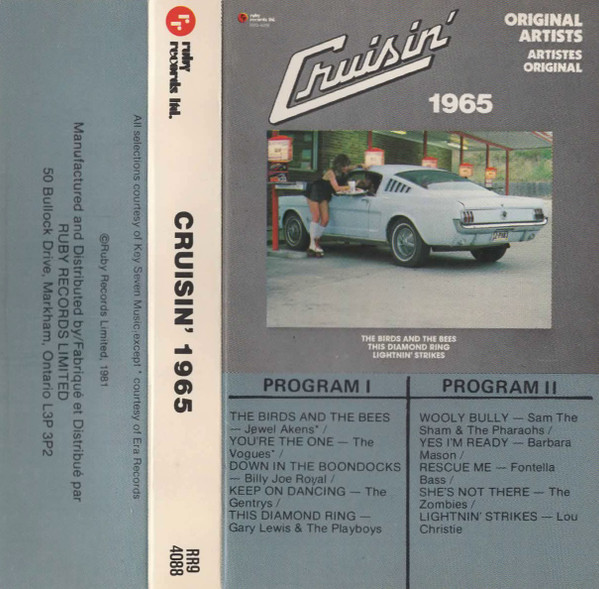 Manufactured and Distributed by/Fabriqué et Distribué par
RUBY RECORDS LIMITED
50 Bullock Drive, Markham, Ontario L3P 3P2
All selections courtesy of Key Seven Music; except * courtesy of Era Records
©Ruby Records Limited, 1981
ruby
records ltd.
CRUISIN' 1965
RR9
4088
ruby
records ltd.
Cruisin'
ORIGINAL
ARTISTS
ARTISTES
ORIGINAL
1965
THE BIRDS AND THE BEES
THIS DIAMOND RING
LIGHTNIN' STRIKES
PROGRAM I
THE BIRDS AND THE BEES
— Jewel Akens* /
YOU'RE THE ONE — The
Vogues* /
DOWN IN THE BOONDOCKS
— Billy Joe Royal /
KEEP ON DANCING — The
Gentrys /
THIS DIAMOND RING —
Gary Lewis & The Playboys
PROGRAM II
WOOLY BULLY — Sam The
Sham & The Pharaohs /
YES I'M READY — Barbara
Mason /
RESCUE ME — Fontella
Bass /
SHE'S NOT THERE — The
Zombies /
LIGHTNIN' STRIKES — Lou
Christie